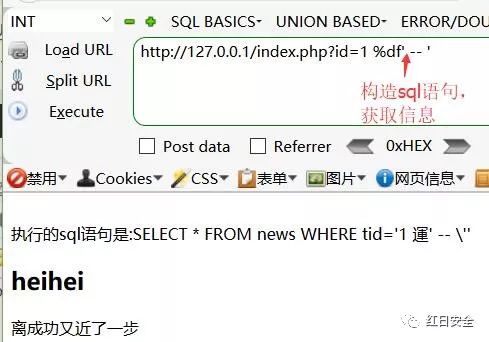 INT SQL BASICS UNION BASED ERROR/DOU
Load URL http://127.0.0.1/index.php?id=1 %df' -- '
Split URL
Execute
构造sql语句,
获取信息
Post data Referrer 0xHEX
禁用 Cookies CSS 表单 图片 网页信息
执行的sql语句是:SELECT * FROM news WHERE tid='1 運' -- \''
heihei
离成功又近了一步
红日安全